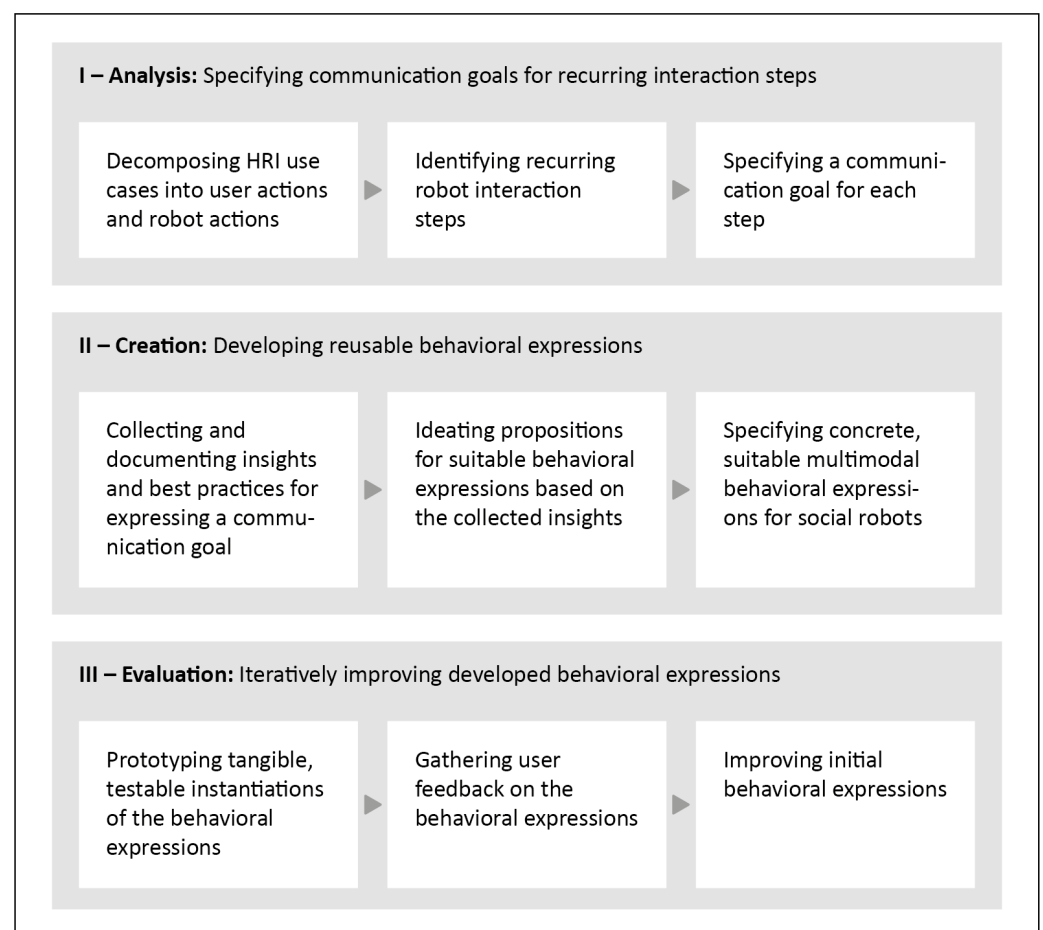 I – Analysis: Specifying communication goals for recurring interaction steps
Decomposing HRI use
cases into user actions
and robot actions
Identifying recurring
robot interaction
steps
Specifying a communi-
cation goal for each
step
II – Creation: Developing reusable behavioral expressions
Collecting and
documenting insights
and best practices for
expressing a commu-
nication goal
Ideating propositions
for suitable behavioral
expressions based on
the collected insights
Specifying concrete,
suitable multimodal
behavioral expressi-
ons for social robots
III – Evaluation: Iteratively improving developed behavioral expressions
Prototyping tangible,
testable instantiations
of the behavioral
expressions
Gathering user
feedback on the
behavioral expressions
Improving initial
behavioral expressions